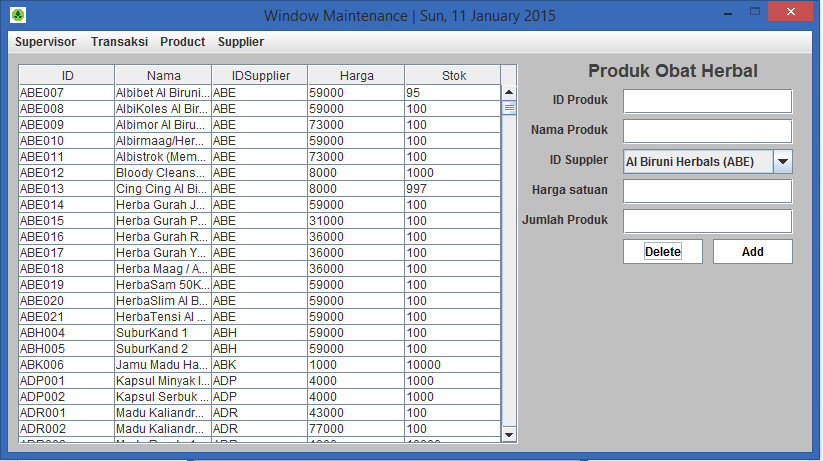 Window Maintenance | Sun, 11 January 2015
Supervisor Transaksi Product Supplier
ID Nama IDSupplier Harga Stok
ABE007 Albibet Al Biruni... ABE 59000 95
ABE008 AlbiKoles Al Bir... ABE 59000 100
ABE009 Albimor Al Biru... ABE 73000 100
ABE010 Albirmaag/Her... ABE 59000 100
ABE011 Albistrok (Mem... ABE 73000 100
ABE012 Bloody Cleans... ABE 8000 1000
ABE013 Cing Cing Al Bi... ABE 8000 997
ABE014 Herba Gurah J... ABE 59000 100
ABE015 Herba Gurah P... ABE 31000 100
ABE016 Herba Gurah R... ABE 36000 100
ABE017 Herba Gurah Y... ABE 36000 100
ABE018 Herba Maag / A... ABE 36000 100
ABE019 HerbaSam 50K... ABE 59000 100
ABE020 HerbaSlim Al B... ABE 59000 100
ABE021 HerbaTensi Al ... ABE 59000 100
ABH004 SuburKand 1 ABH 59000 100
ABH005 SuburKand 2 ABH 59000 100
ABK006 Jamu Madu Ha... ABK 1000 10000
ADP001 Kapsul Minyak I... ADP 4000 1000
ADP002 Kapsul Serbuk ... ADP 4000 1000
ADR001 Madu Kaliandr... ADR 43000 100
ADR002 Madu Kaliandr... ADR 77000 100
Produk Obat Herbal
ID Produk
Nama Produk
ID Suppler Al Biruni Herbals (ABE)
Harga satuan
Jumlah Produk
Delete Add